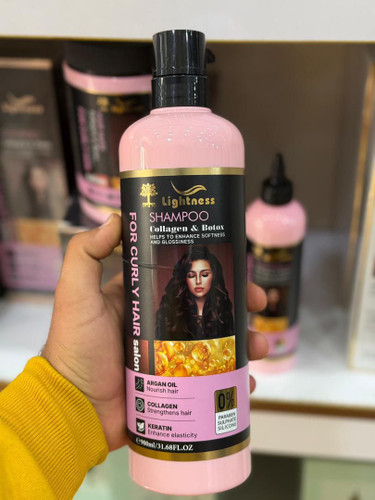 Lightness
SHAMPOO
Collagen & Botox
HELPS TO ENHANCE SOFTNESS
AND GLOSSINESS
FOR CURLY HAIR salon
ARGAN OIL
Nourish hair
COLLAGEN
Strengthens hair
KERATIN
Enhance elasticity
0%
PARABEN
SULPHATE
SILICONE
℮ 900ml/31.68FL.OZ
Lightness